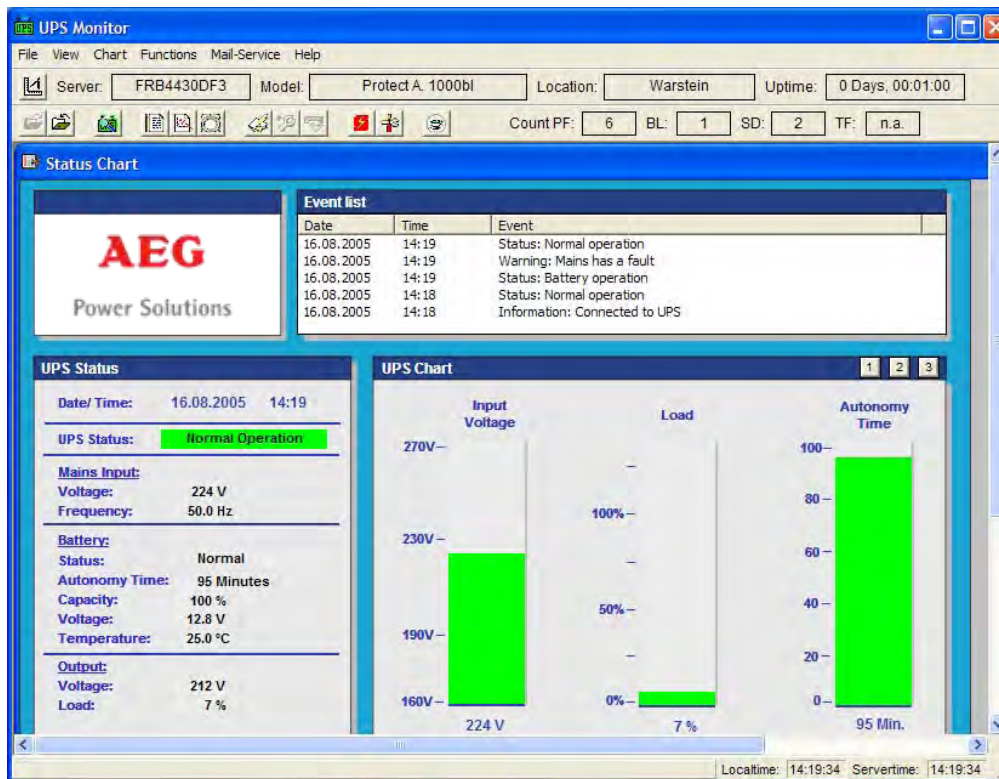 UPS UPS Monitor
File View Chart Functions Mail-Service Help
Server: FRB4430DF3 Model: Protect A. 1000bl Location: Warstein Uptime: 0 Days, 00:01:00
Count PF: 6 BL: 1 SD: 2 TF: n.a.
Status Chart
AEG
Power Solutions
Event list
Date Time Event
16.08.2005 14:19 Status: Normal operation
16.08.2005 14:19 Warning: Mains has a fault
16.08.2005 14:19 Status: Battery operation
16.08.2005 14:18 Status: Normal operation
16.08.2005 14:18 Information: Connected to UPS
UPS Status
Date/ Time: 16.08.2005 14:19
UPS Status: Normal Operation
Mains Input:
Voltage: 224 V
Frequency: 50.0 Hz
Battery:
Status: Normal
Autonomy Time: 95 Minutes
Capacity: 100 %
Voltage: 12.8 V
Temperature: 25.0 °C
Output:
Voltage: 212 V
Load: 7 %
UPS Chart 1 2 3
Input
Voltage
270V
230V
190V
160V
224 V
Load
100%
50%
0%
7 %
Autonomy
Time
100
80
60
40
20
0
95 Min.
Localtime: 14:19:34 Servertime: 14:19:34